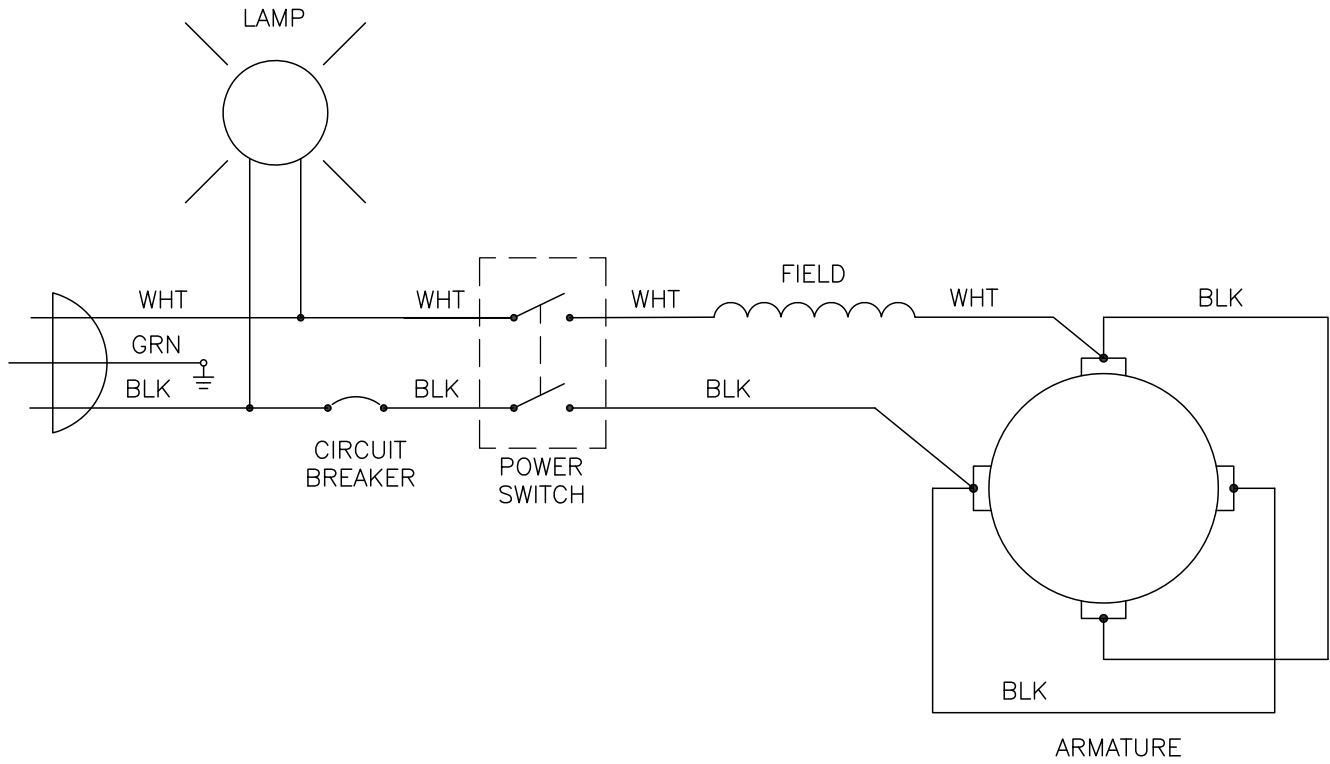 LAMP
FIELD
WHT
WHT
WHT
WHT
BLK
GRN
BLK
BLK
BLK
CIRCUIT
BREAKER
POWER
SWITCH
BLK
ARMATURE